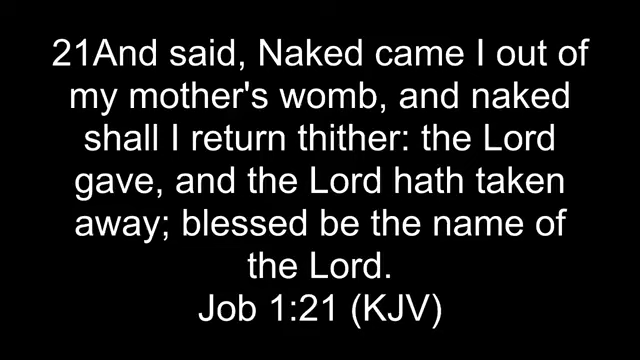 21And said, Naked came I out of
my mother's womb, and naked
shall I return thither: the Lord
gave, and the Lord hath taken
away; blessed be the name of
the Lord.
Job 1:21 (KJV)